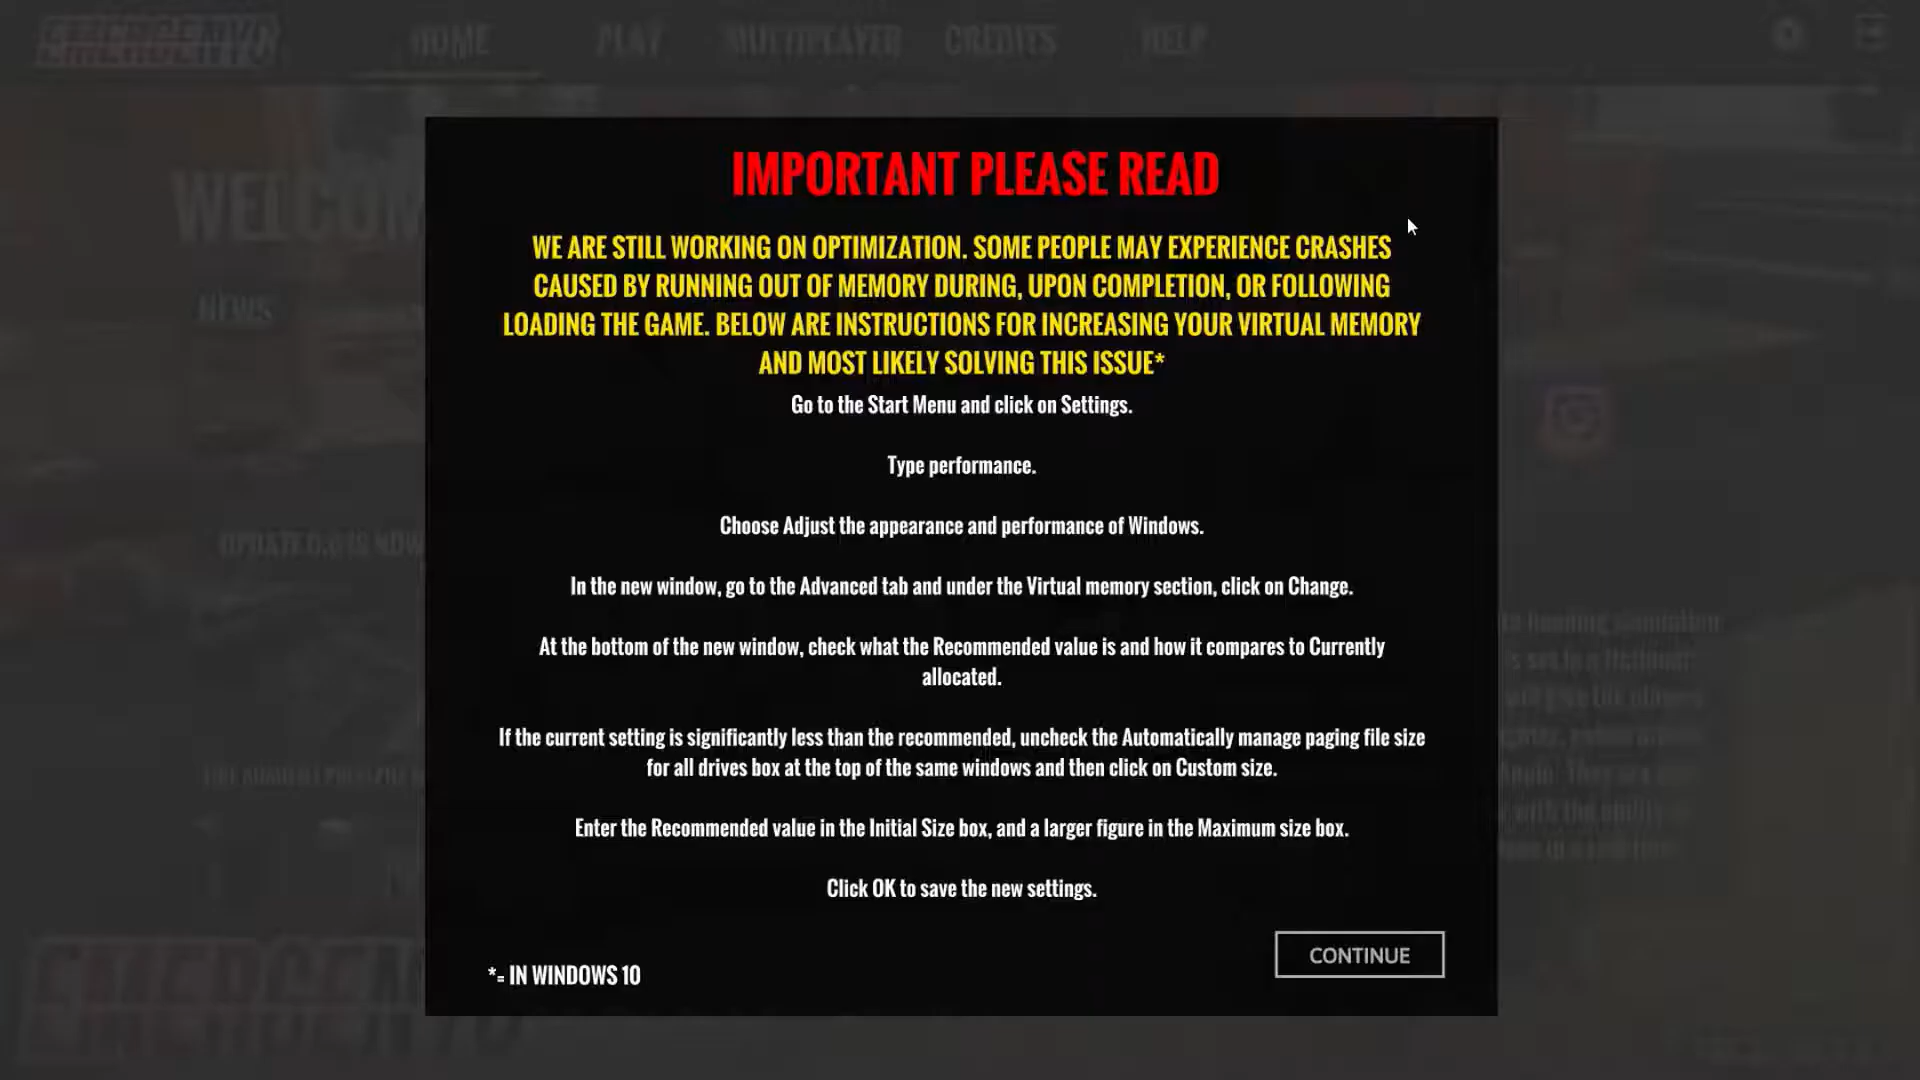 HOME PLAY MULTIPLAYER CREDITS HELP
IMPORTANT PLEASE READ
WE ARE STILL WORKING ON OPTIMIZATION. SOME PEOPLE MAY EXPERIENCE CRASHES
CAUSED BY RUNNING OUT OF MEMORY DURING, UPON COMPLETION, OR FOLLOWING
LOADING THE GAME. BELOW ARE INSTRUCTIONS FOR INCREASING YOUR VIRTUAL MEMORY
AND MOST LIKELY SOLVING THIS ISSUE*
NEWS
Go to the Start Menu and click on Settings.
Type performance.
Choose Adjust the appearance and performance of Windows.
In the new window, go to the Advanced tab and under the Virtual memory section, click on Change.
At the bottom of the new window, check what the Recommended value is and how it compares to Currently
allocated.
If the current setting is significantly less than the recommended, uncheck the Automatically manage paging file size
for all drives box at the top of the same windows and then click on Custom size.
Enter the Recommended value in the Initial Size box, and a larger figure in the Maximum size box.
Click OK to save the new settings.
CONTINUE
*= IN WINDOWS 10